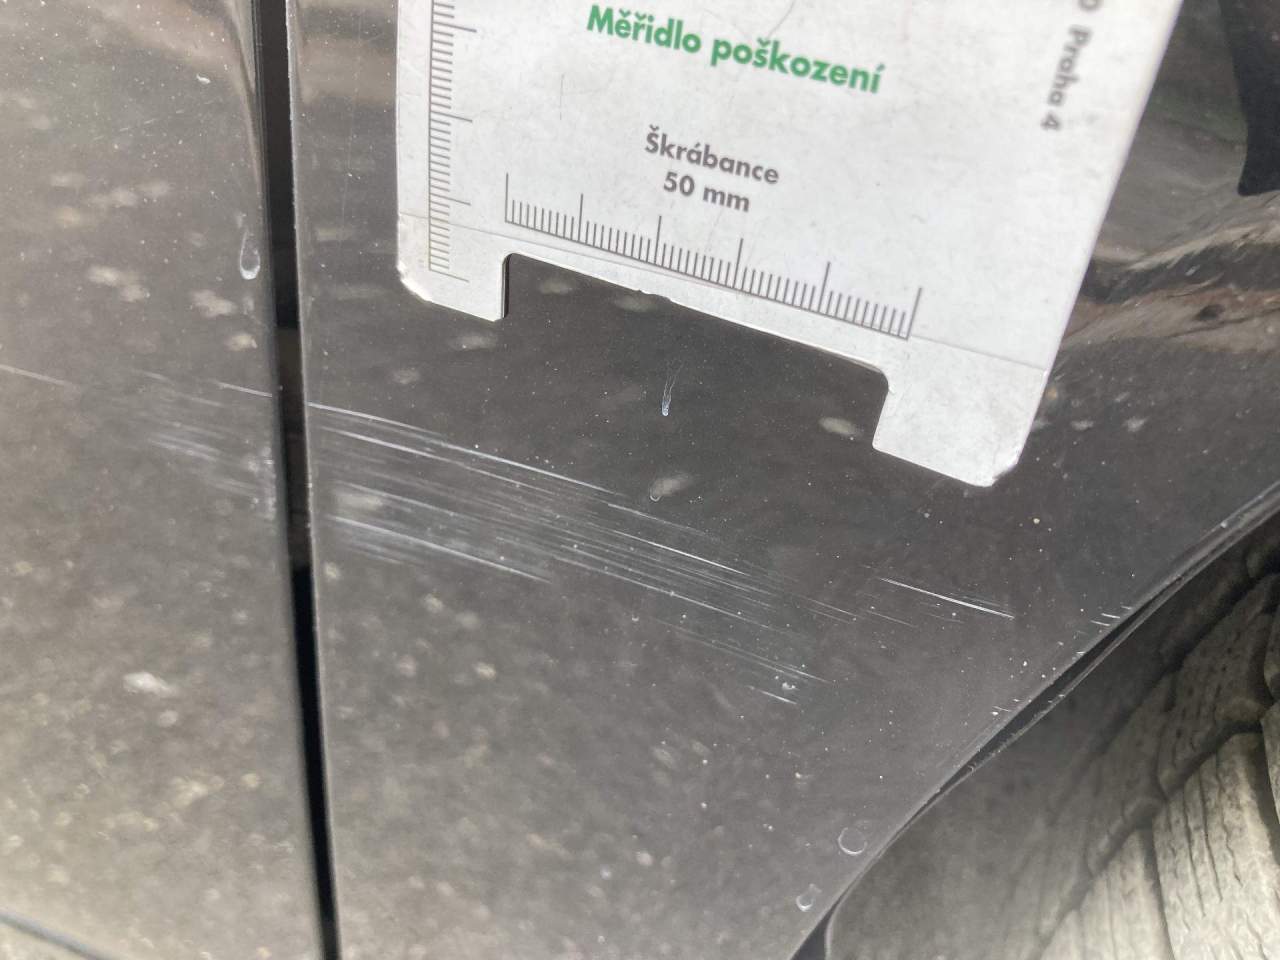 Měřidlo poškození
Škrábance
50 mm
Praha 4